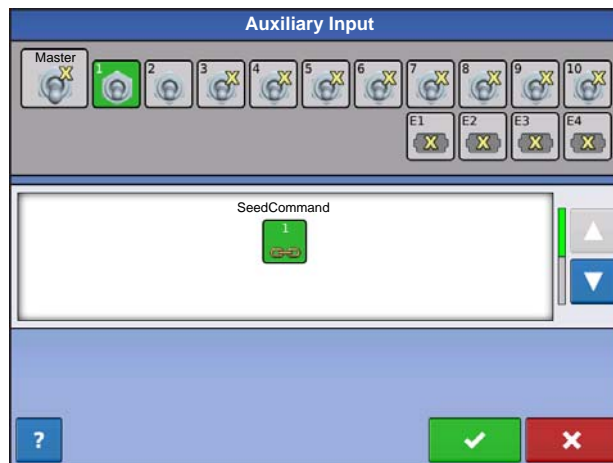 Auxiliary Input
Master 1 2 3 X 4 X 5 X 6 X 7 X 8 X 9 X 10 X
E1 X E2 X E3 X E4 X
SeedCommand
1
?